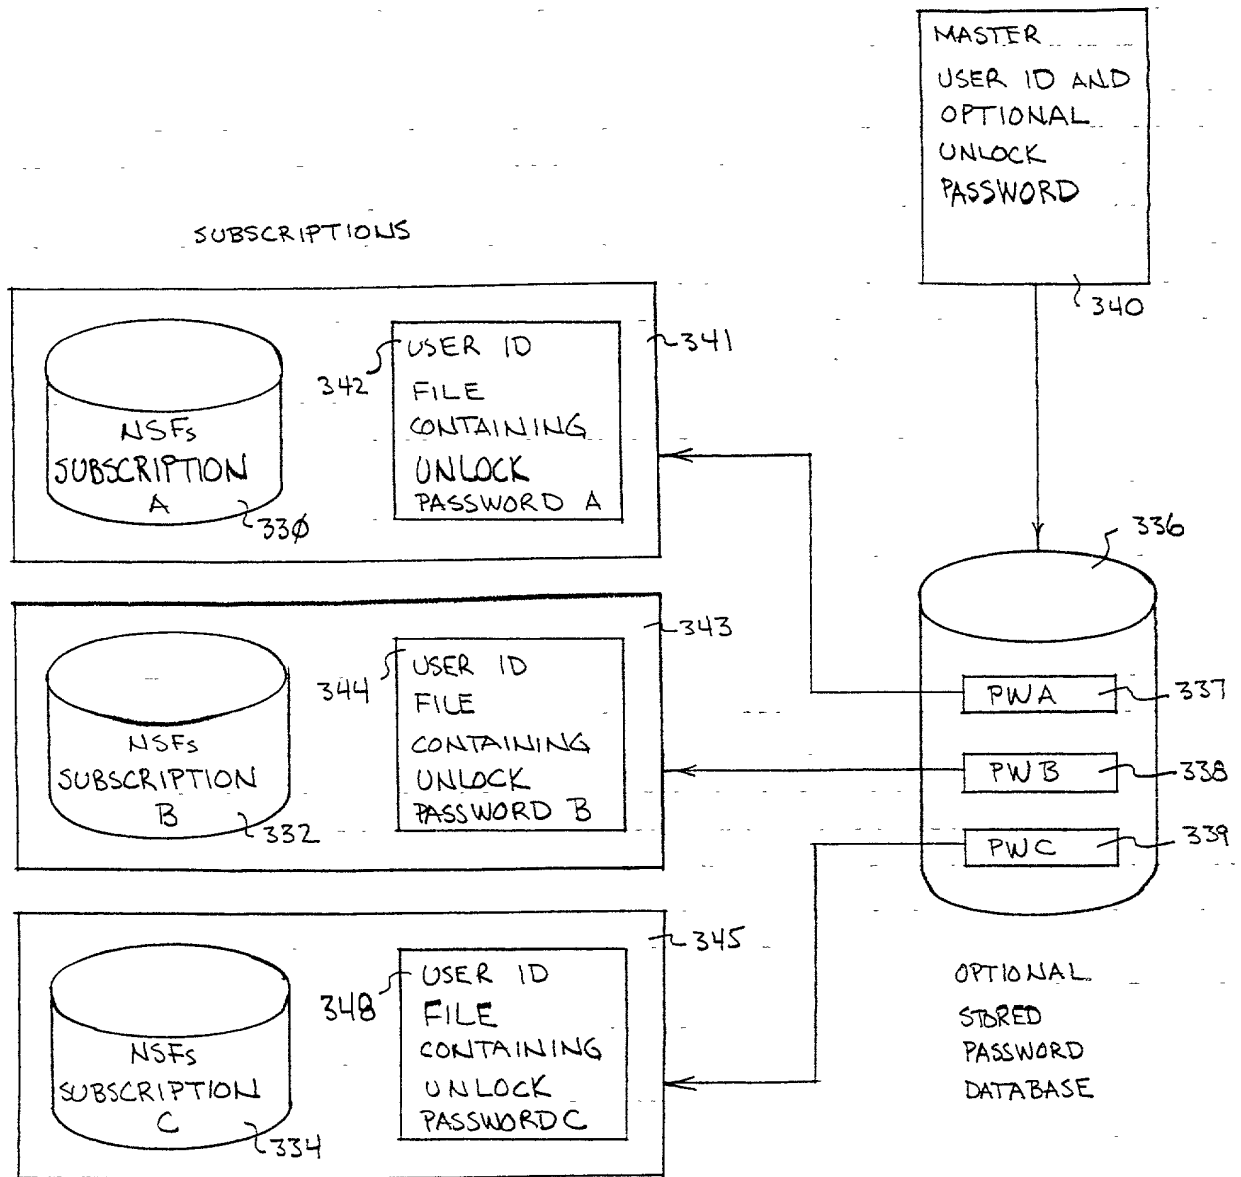 MASTER
USER ID AND
OPTIONAL
UNLOCK
PASSWORD
340
SUBSCRIPTIONS
NSFs
SUBSCRIPTION
A
330
342
USER ID
FILE
CONTAINING
UNLOCK
PASSWORD A
341
NSFs
SUBSCRIPTION
B
332
344
USER ID
FILE
CONTAINING
UNLOCK
PASSWORD B
343
NSFs
SUBSCRIPTION
C
334
348
USER ID
FILE
CONTAINING
UNLOCK
PASSWORD C
345
336
PWA
337
PWB
338
PWC
339
OPTIONAL
STORED
PASSWORD
DATABASE